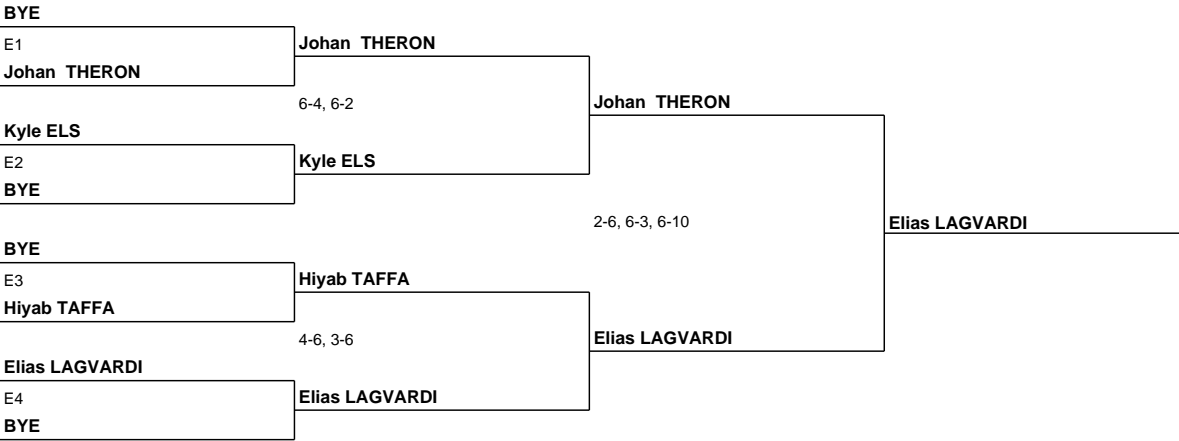 BYE
E1
Johan THERON
Johan THERON
6-4, 6-2
Johan THERON
Kyle ELS
E2
Kyle ELS
BYE
2-6, 6-3, 6-10
Elias LAGVARDI
BYE
E3
Hiyab TAFFA
Hiyab TAFFA
4-6, 3-6
Elias LAGVARDI
Elias LAGVARDI
E4
Elias LAGVARDI
BYE